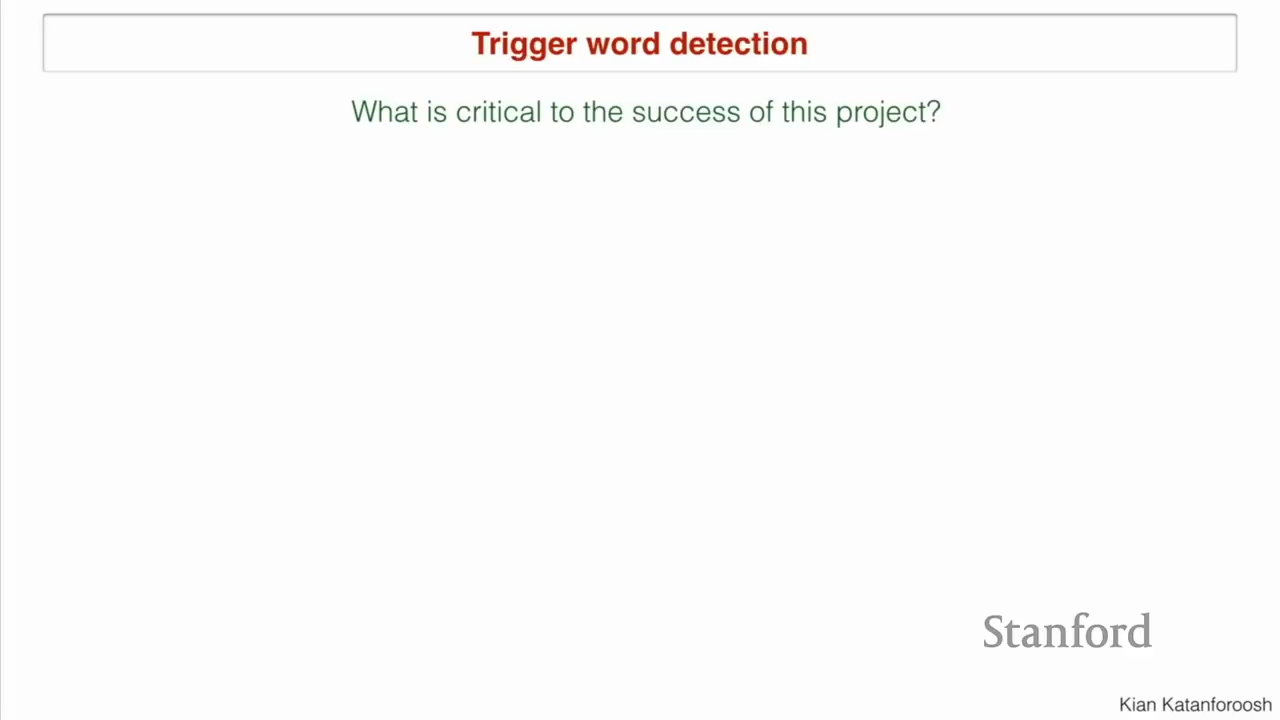 Trigger word detection
What is critical to the success of this project?
Stanford
Kian Katanforoosh